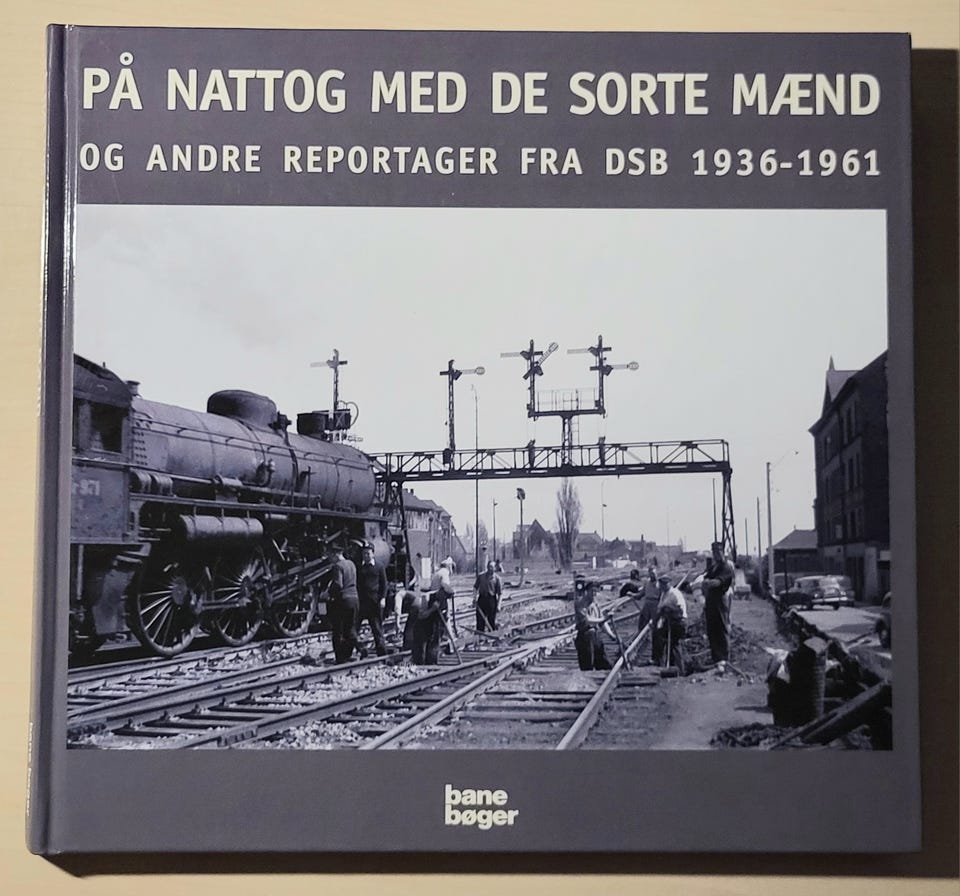 PÅ NATTOG MED DE SORTE MÆND
OG ANDRE REPORTAGER FRA DSB 1936-1961
bane
bøger